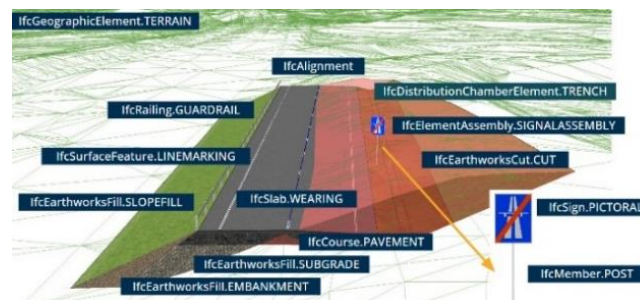 IfcGeographicElement.TERRAIN
IfcAlignment
IfcDistributionChamberElement.TRENCH
IfcRailing.GUARDRAIL
IfcElementAssembly.SIGNALASSEMBLY
IfcSurfaceFeature.LINEMARKING
IfcEarthworksCut.CUT
IfcEarthworksFill.SLOPEFILL
IfcSlab.WEARING
IfcSign.PICTORAL
IfcCourse.PAVEMENT
IfcEarthworksFill.SUBGRADE
IfcMember.POST
IfcEarthworksFill.EMBANKMENT